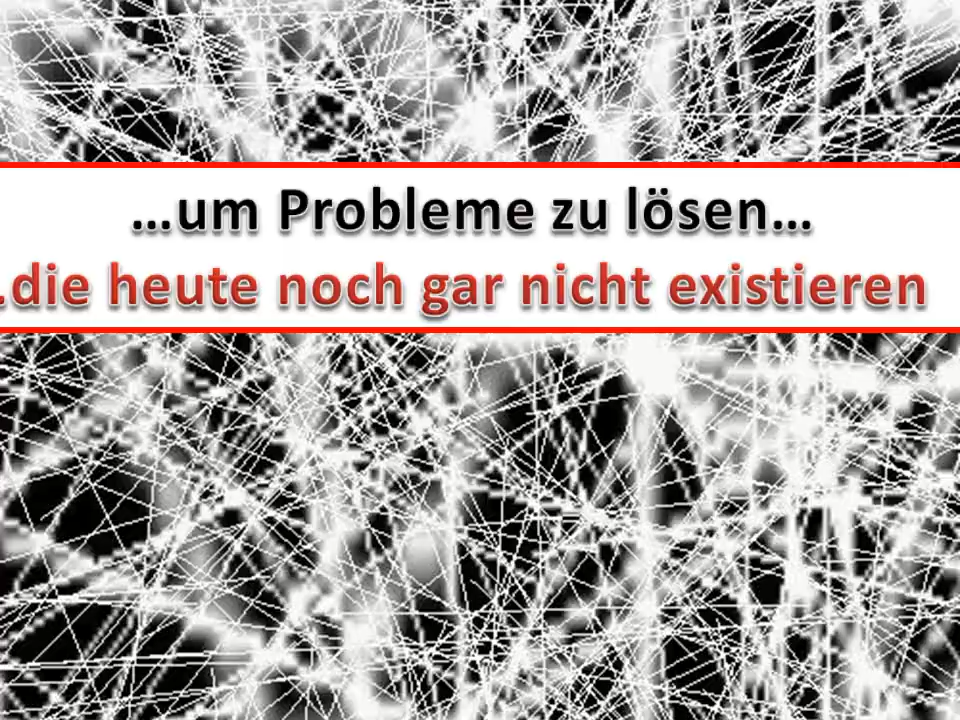 …um Probleme zu lösen…
.die heute noch gar nicht existieren